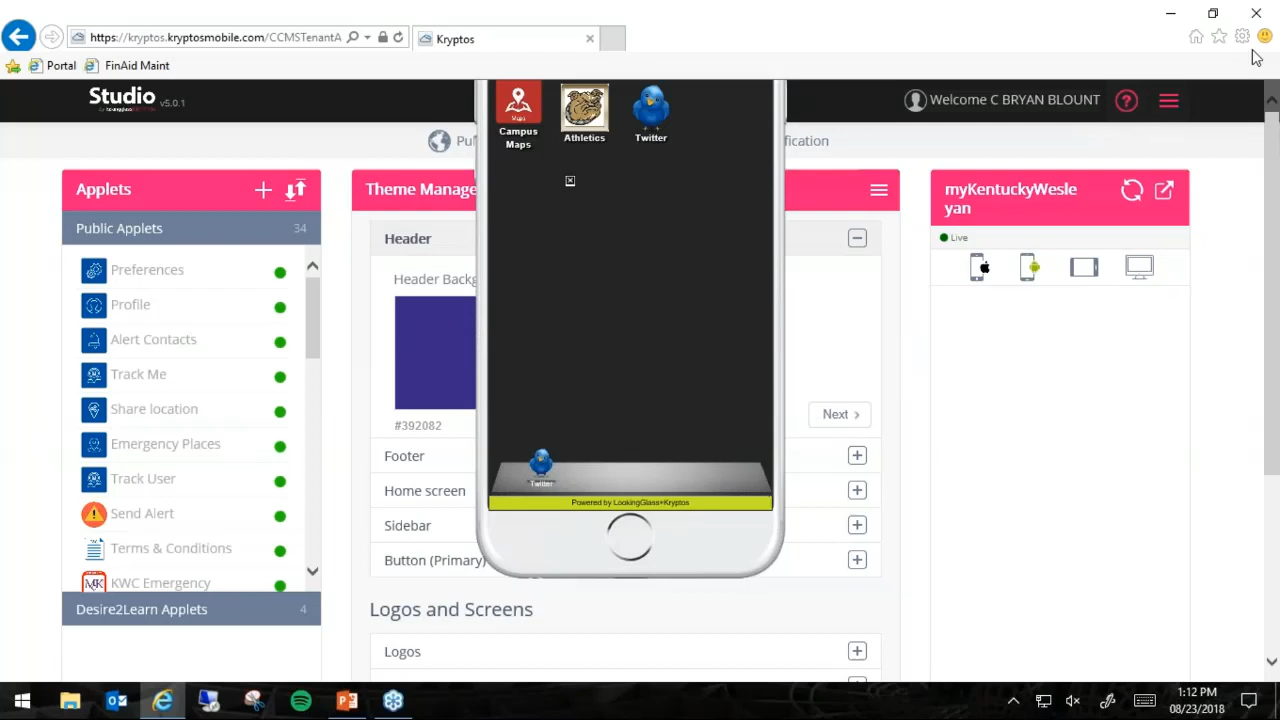 https://kryptos.kryptosmobile.com/CCMSTenantA
Kryptos
Portal
FinAid Maint
Studio
v5.0.1
Welcome C BRYAN BLOUNT
?
Pu
ification
Applets
Public Applets
34
Preferences
Profile
Alert Contacts
Track Me
Share location
Emergency Places
Track User
Send Alert
Terms & Conditions
KWC Emergency
Desire2Learn Applets
4
Theme Manage
Header
Header Backg
#392082
Next
Footer
Home screen
Sidebar
Button (Primary)
Logos and Screens
Logos
Maps
Campus
Maps
Athletics
Twitter
Twitter
Powered by LookingGlass+Kryptos
myKentuckyWesle
yan
Live
1:12 PM
08/23/2018